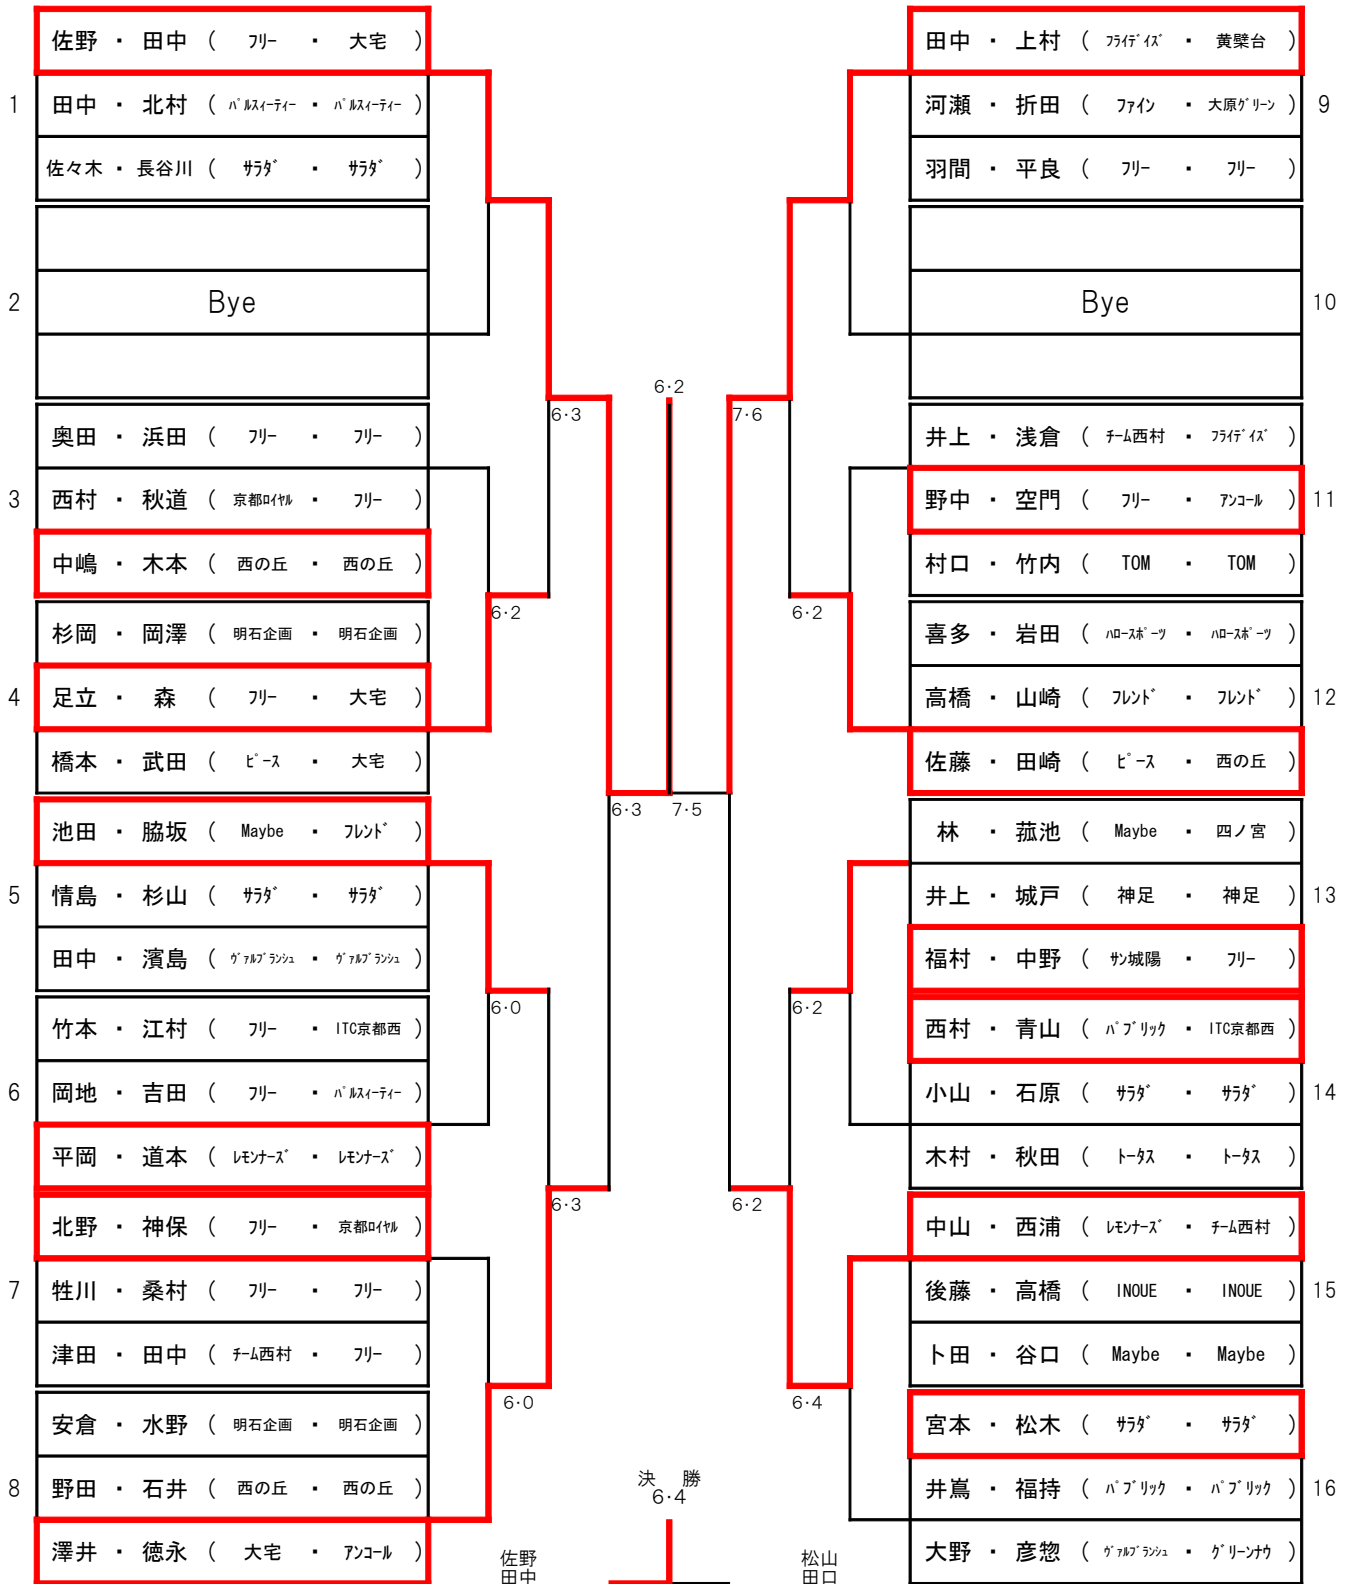 佐野 ・ 田中 ( フリー ・ 大宅 )
1 田中 ・ 北村 ( パルスィーティー ・ パルスィーティー )
佐々木 ・ 長谷川 ( サラダ ・ サラダ )
2 Bye
奥田 ・ 浜田 ( フリー ・ フリー )
3 西村 ・ 秋道 ( 京都ロイヤル ・ フリー )
中嶋 ・ 木本 ( 西の丘 ・ 西の丘 )
杉岡 ・ 岡澤 ( 明石企画 ・ 明石企画 )
4 足立 ・ 森 ( フリー ・ 大宅 )
橋本 ・ 武田 ( ピース ・ 大宅 )
池田 ・ 脇坂 ( Maybe ・ フレンド )
5 情島 ・ 杉山 ( サラダ ・ サラダ )
田中 ・ 濱島 ( ヴァルブランシュ ・ ヴァルブランシュ )
竹本 ・ 江村 ( フリー ・ ITC京都西 )
6 岡地 ・ 吉田 ( フリー ・ パルスィーティー )
平岡 ・ 道本 ( レモンナーズ ・ レモンナーズ )
北野 ・ 神保 ( フリー ・ 京都ロイヤル )
7 牲川 ・ 桑村 ( フリー ・ フリー )
津田 ・ 田中 ( チーム西村 ・ フリー )
安倉 ・ 水野 ( 明石企画 ・ 明石企画 )
8 野田 ・ 石井 ( 西の丘 ・ 西の丘 )
澤井 ・ 徳永 ( 大宅 ・ アンコール )
6・3
6・2
6・0
6・3
6・0
6・3
6・2
7・5
決 勝
6・4
佐野
田中
松山
田口
7・6
6・2
6・2
6・2
6・4
田中 ・ 上村 ( フライデイズ ・ 黄檗台 )
河瀬 ・ 折田 ( ファイン ・ 大原グリーン ) 9
羽間 ・ 平良 ( フリー ・ フリー )
Bye 10
井上 ・ 浅倉 ( チーム西村 ・ フライデイズ )
野中 ・ 空門 ( フリー ・ アンコール ) 11
村口 ・ 竹内 ( TOM ・ TOM )
喜多 ・ 岩田 ( ハロースポーツ ・ ハロースポーツ )
高橋 ・ 山崎 ( フレンド ・ フレンド ) 12
佐藤 ・ 田崎 ( ピース ・ 西の丘 )
林 ・ 菰池 ( Maybe ・ 四ノ宮 )
井上 ・ 城戸 ( 神足 ・ 神足 ) 13
福村 ・ 中野 ( サン城陽 ・ フリー )
西村 ・ 青山 ( パブリック ・ ITC京都西 )
小山 ・ 石原 ( サラダ ・ サラダ ) 14
木村 ・ 秋田 ( トータス ・ トータス )
中山 ・ 西浦 ( レモンナーズ ・ チーム西村 )
後藤 ・ 高橋 ( INOUE ・ INOUE ) 15
卜田 ・ 谷口 ( Maybe ・ Maybe )
宮本 ・ 松木 ( サラダ ・ サラダ )
井嶌 ・ 福持 ( パブリック ・ パブリック ) 16
大野 ・ 彦惣 ( ヴァルブランシュ ・ グリーンナウ )